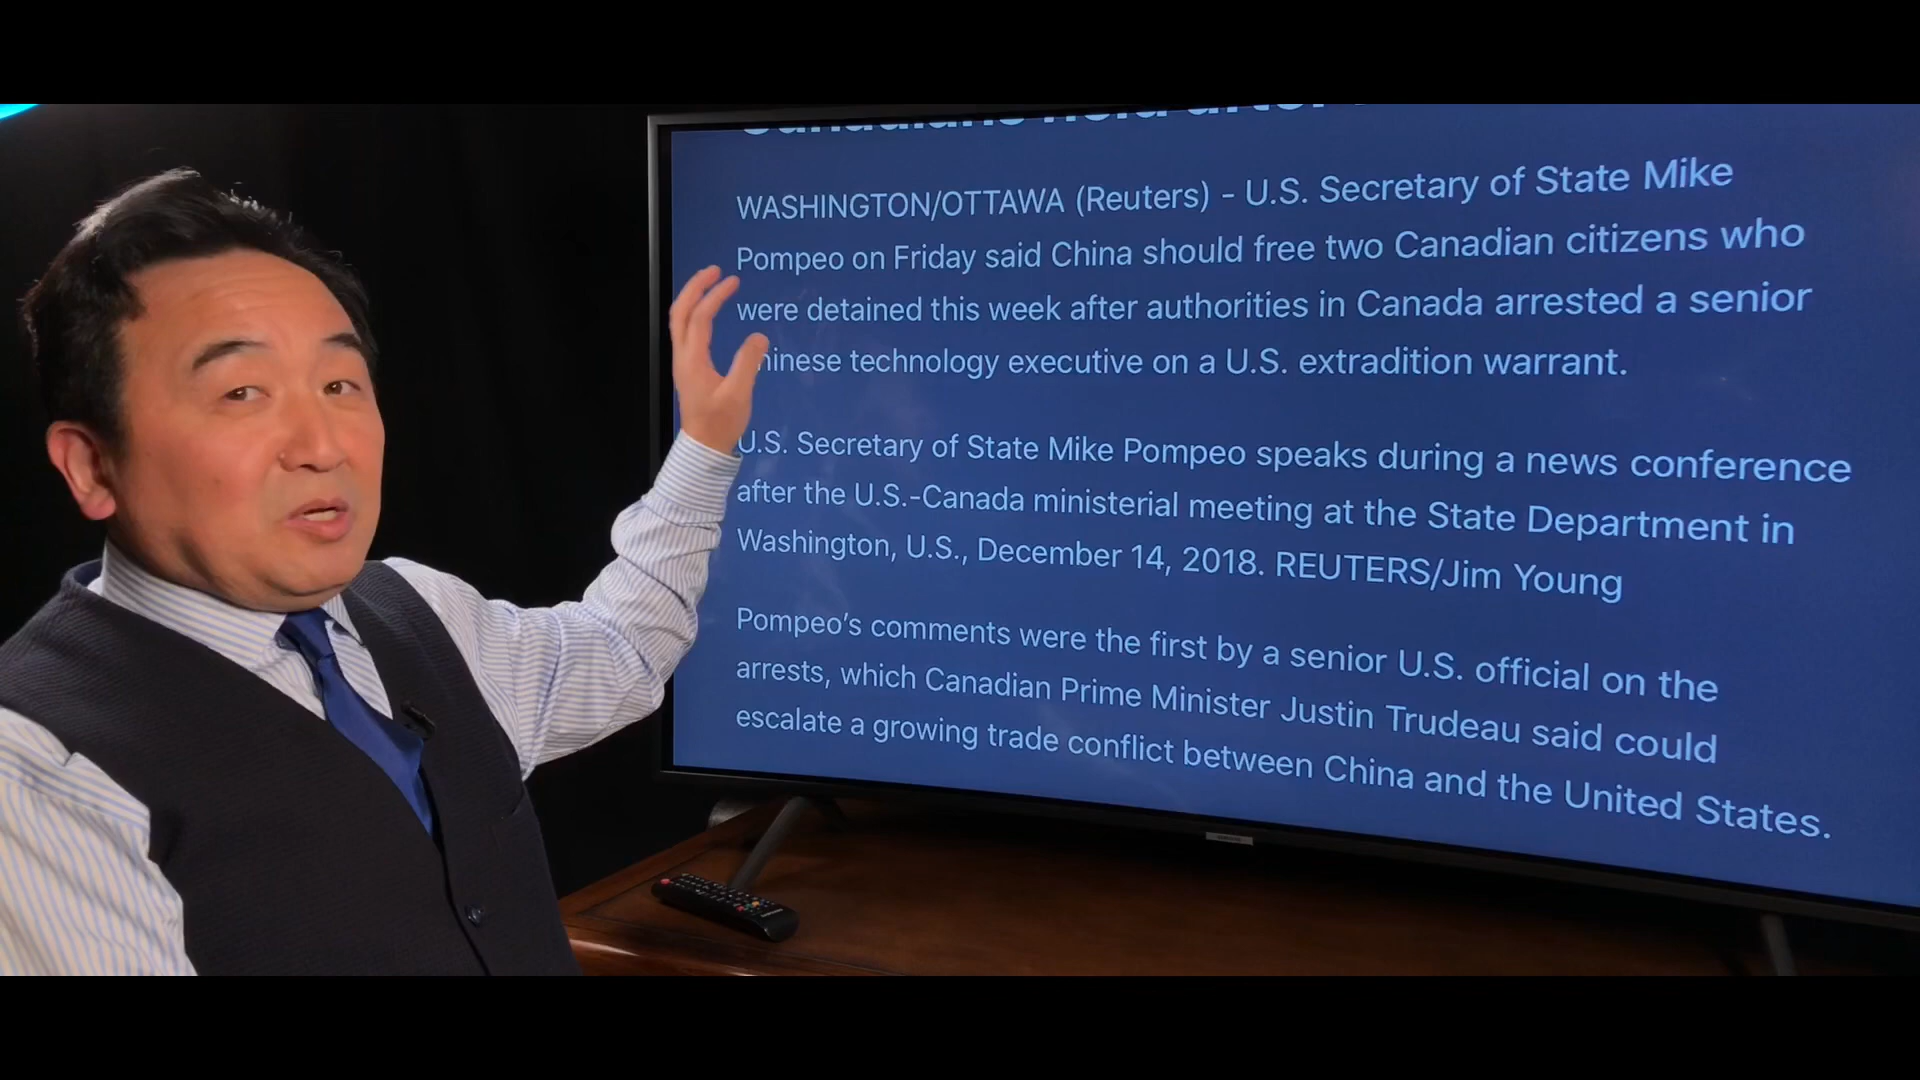 Canadians held after
WASHINGTON/OTTAWA (Reuters) - U.S. Secretary of State Mike
Pompeo on Friday said China should free two Canadian citizens who
were detained this week after authorities in Canada arrested a senior
hinese technology executive on a U.S. extradition warrant.
U.S. Secretary of State Mike Pompeo speaks during a news conference
after the U.S.-Canada ministerial meeting at the State Department in
Washington, U.S., December 14, 2018. REUTERS/Jim Young
Pompeo’s comments were the first by a senior U.S. official on the
arrests, which Canadian Prime Minister Justin Trudeau said could
escalate a growing trade conflict between China and the United States.